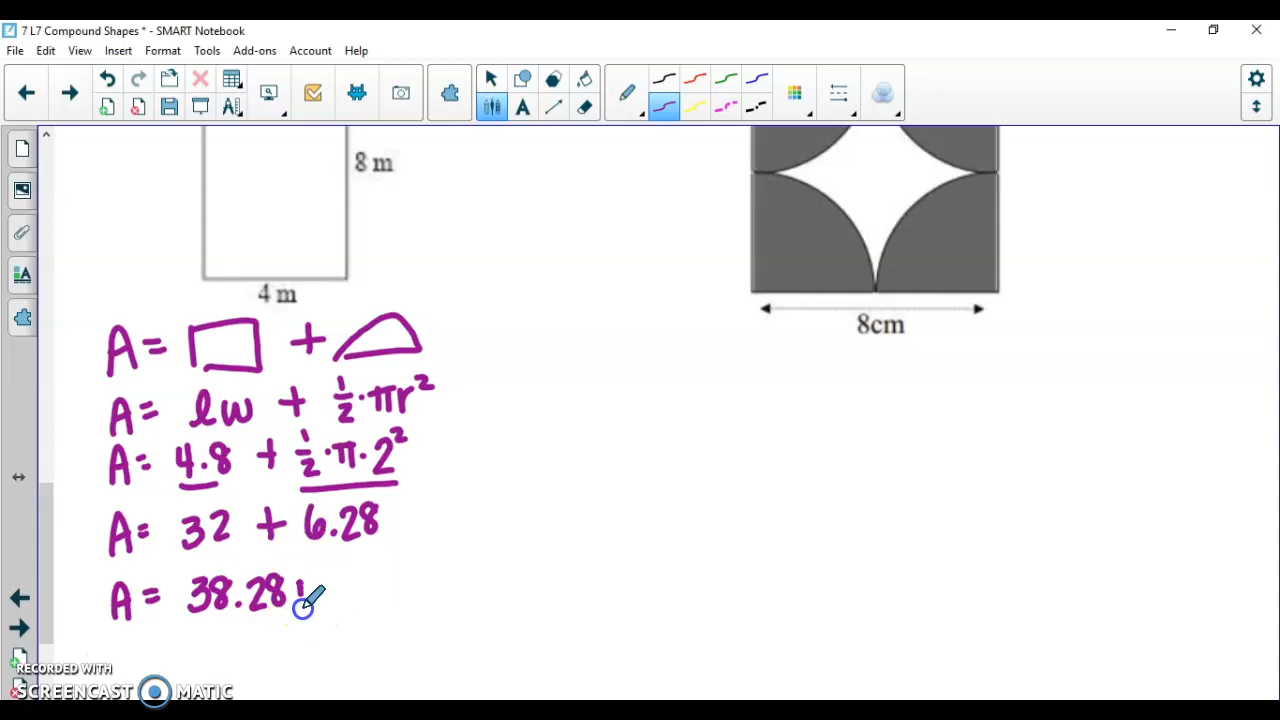 7 L7 Compound Shapes * - SMART Notebook
File Edit View Insert Format Tools Add-ons Account Help
8 m
4 m
8cm
A= +
A= lw + 1/2·πr²
A= 4.8 + 1/2·π·2²
A= 32 + 6.28
A= 38.28
RECORDED WITH
SCREENCAST MATIC